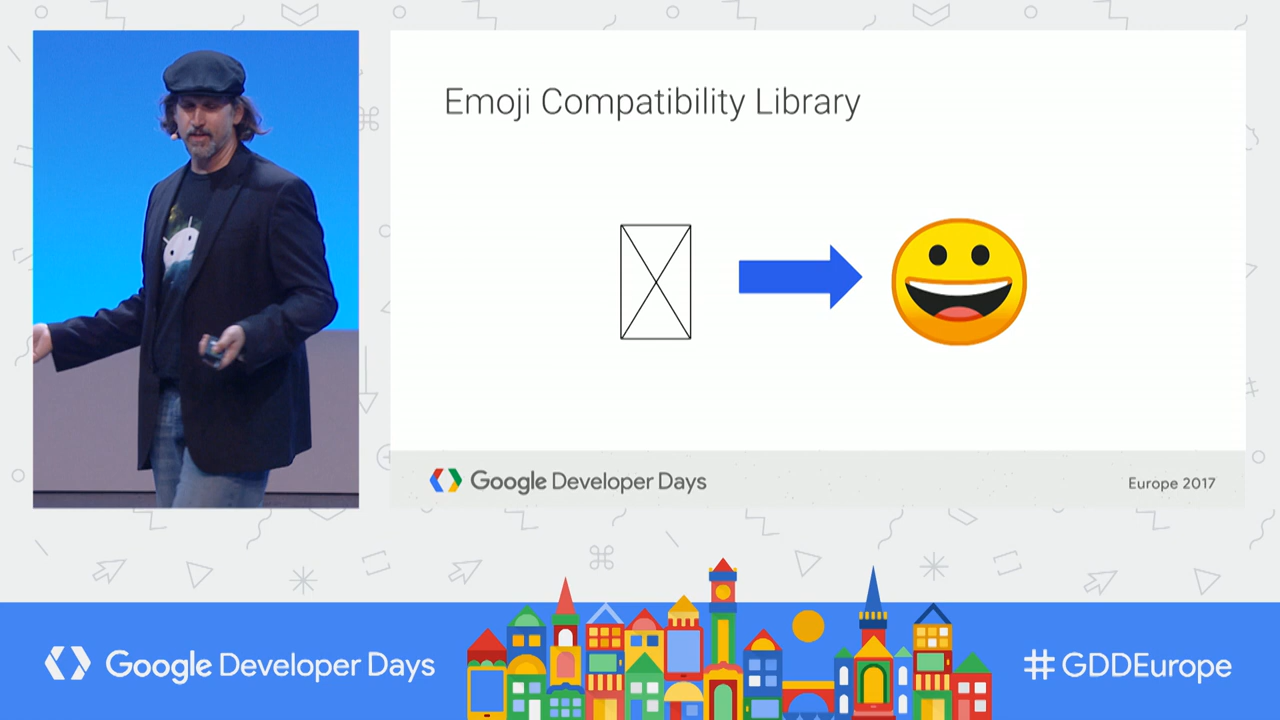 Emoji Compatibility Library
Google Developer Days
Europe 2017
Google Developer Days
#GDDEurope